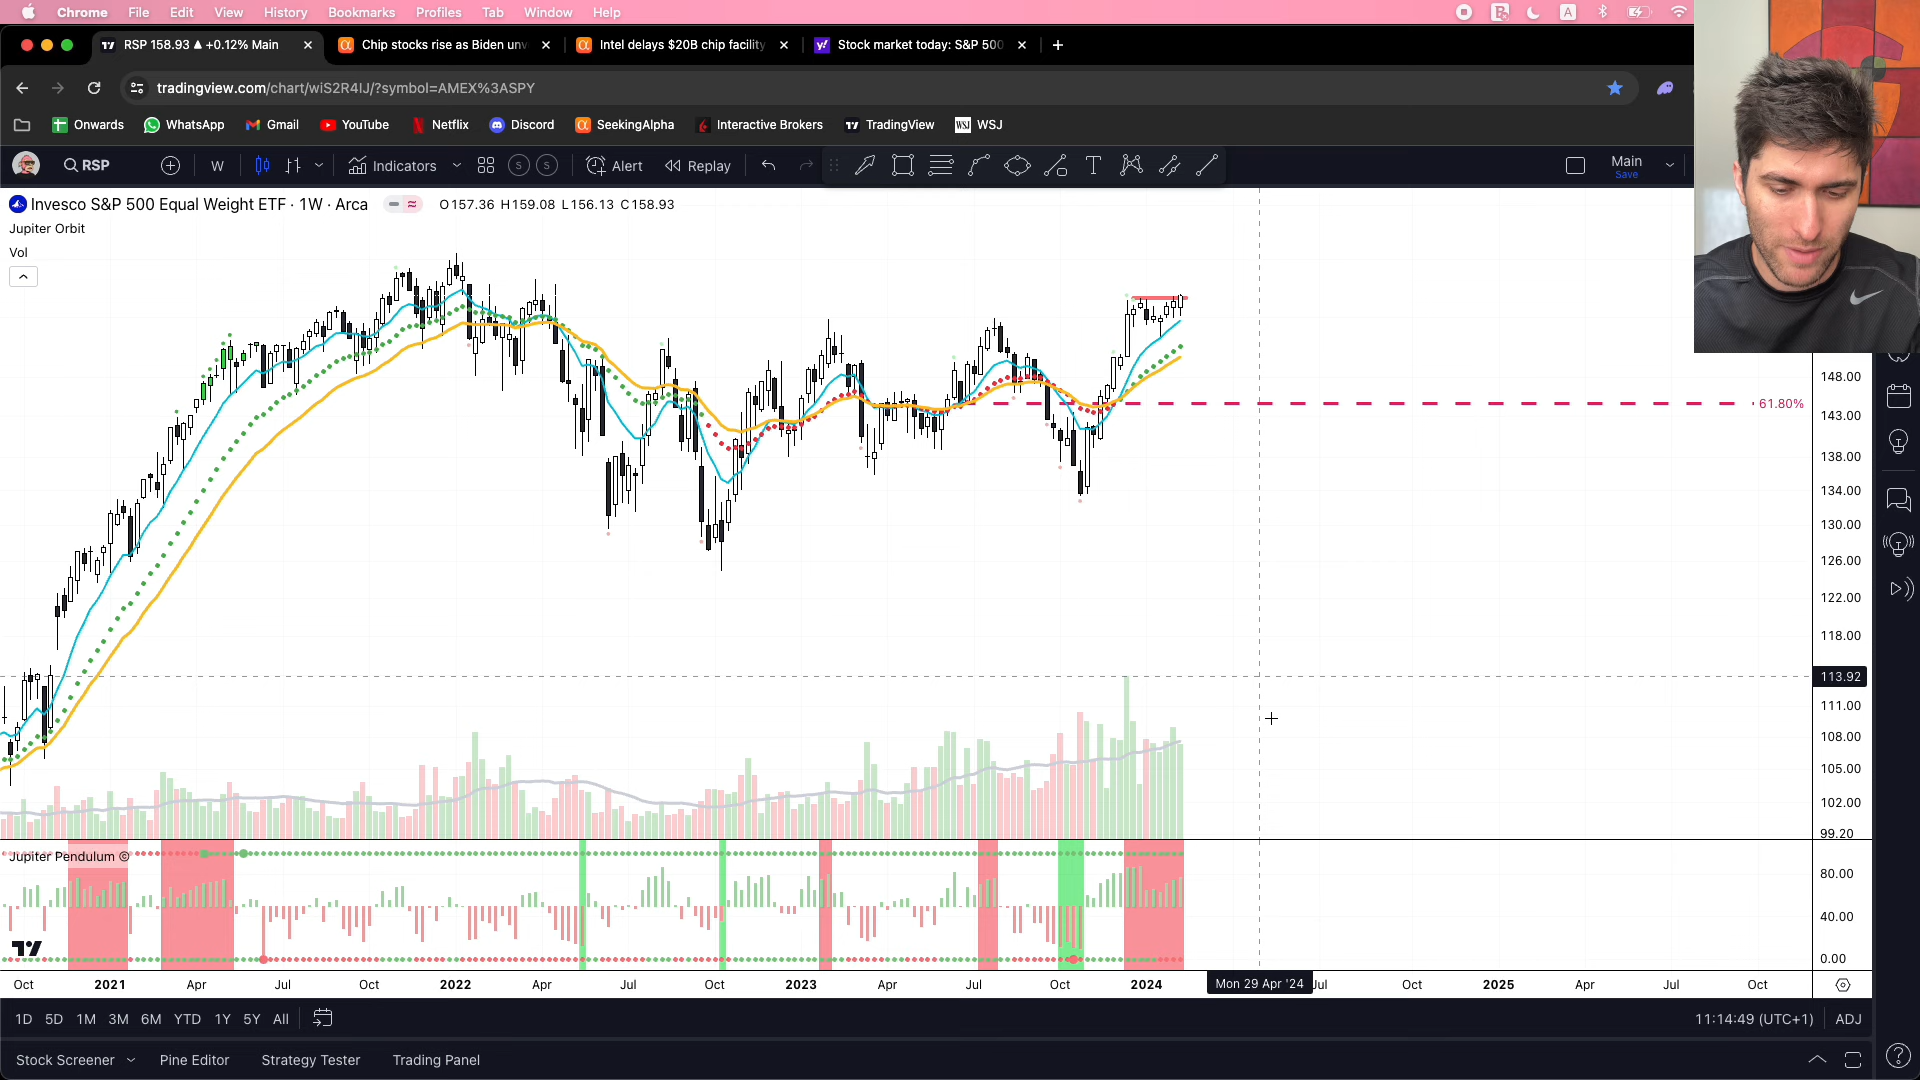 Chrome File Edit View History Bookmarks Profiles Tab Window Help
RSP 158.93 ▲ +0.12% Main
Chip stocks rise as Biden unv
Intel delays $20B chip facility
Stock market today: S&P 500
tradingview.com/chart/wiS2R4IJ/?symbol=AMEX%3ASPY
Onwards WhatsApp Gmail YouTube Netflix Discord SeekingAlpha Interactive Brokers TradingView WSJ
RSP W Indicators S S Alert Replay T Main
Save
Invesco S&P 500 Equal Weight ETF · 1W · Arca O157.36 H159.08 L156.13 C158.93
Jupiter Orbit
Vol
148.00
61.80%
143.00
138.00
134.00
130.00
126.00
122.00
118.00
113.92
111.00
108.00
105.00
102.00
99.20
Jupiter Pendulum
80.00
40.00
0.00
Oct 2021 Apr Jul Oct 2022 Apr Jul Oct 2023 Apr Jul Oct 2024 Mon 29 Apr '24 Jul Oct 2025 Apr Jul Oct
1D 5D 1M 3M 6M YTD 1Y 5Y All 11:14:49 (UTC+1) ADJ
Stock Screener Pine Editor Strategy Tester Trading Panel